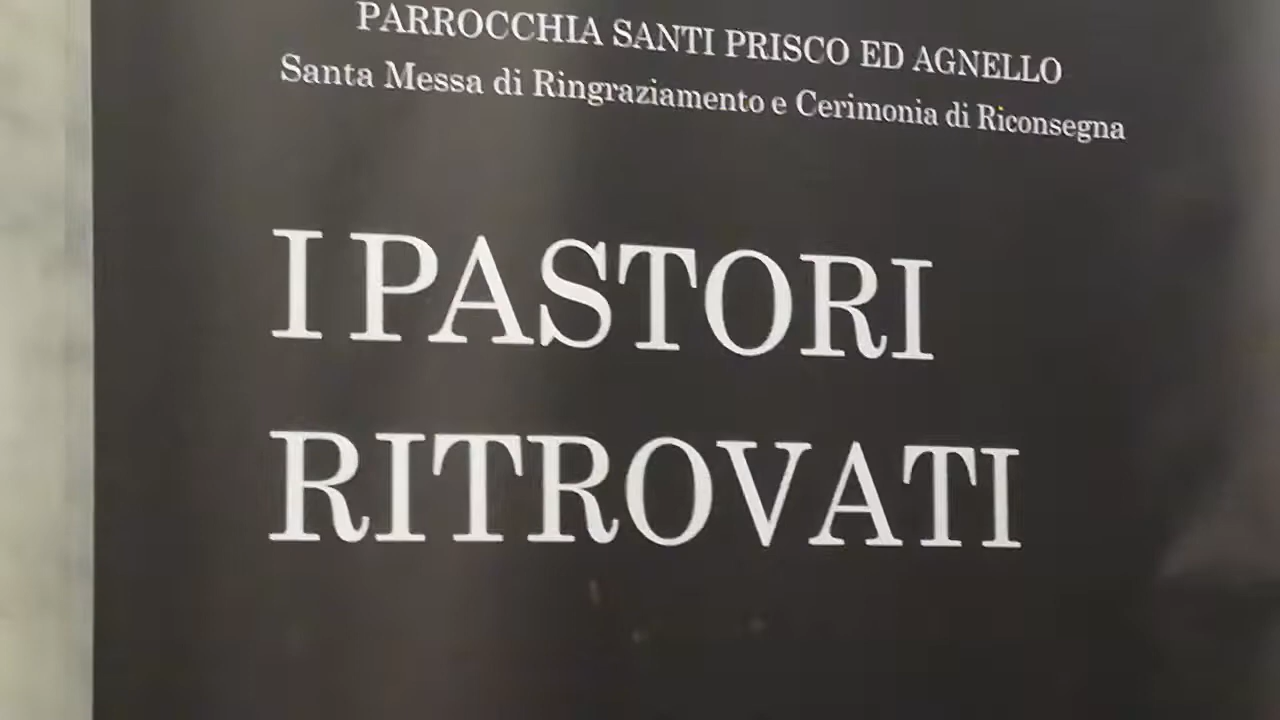 PARROCCHIA SANTI PRISCO ED AGNELLO
Santa Messa di Ringraziamento e Cerimonia di Riconsegna
I PASTORI
RITROVATI